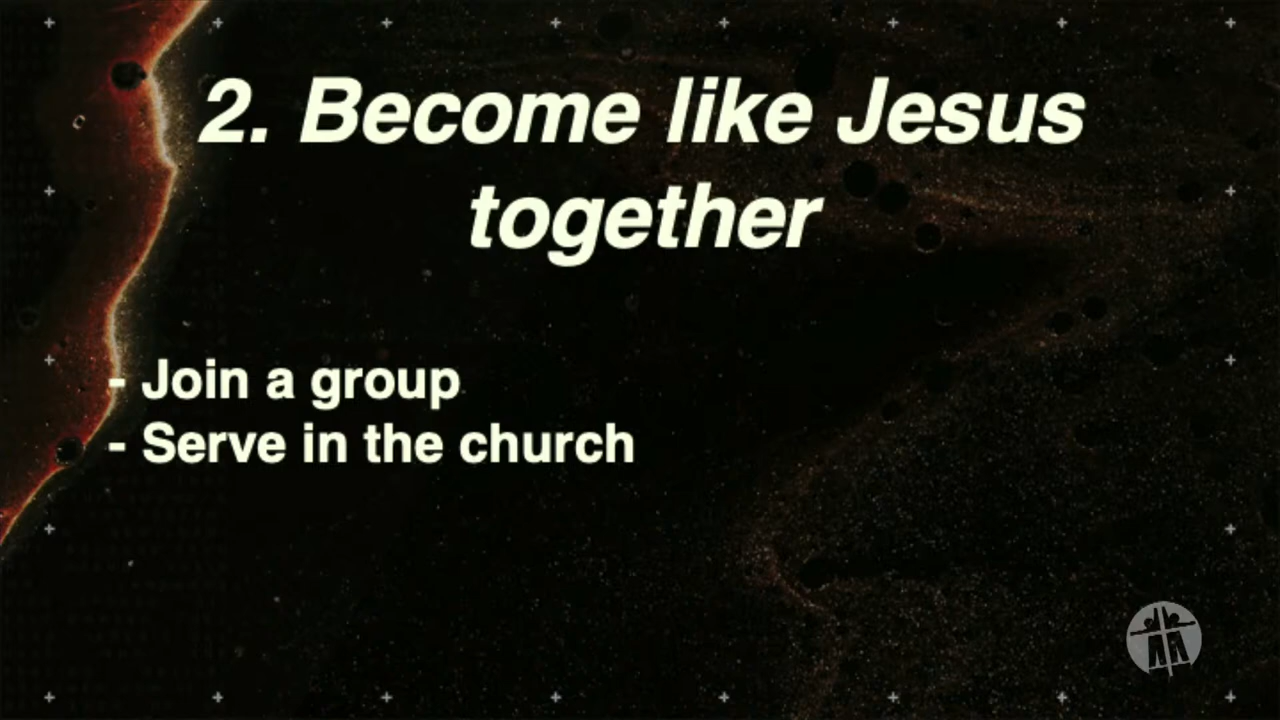 2. Become like Jesus
together
- Join a group
- Serve in the church